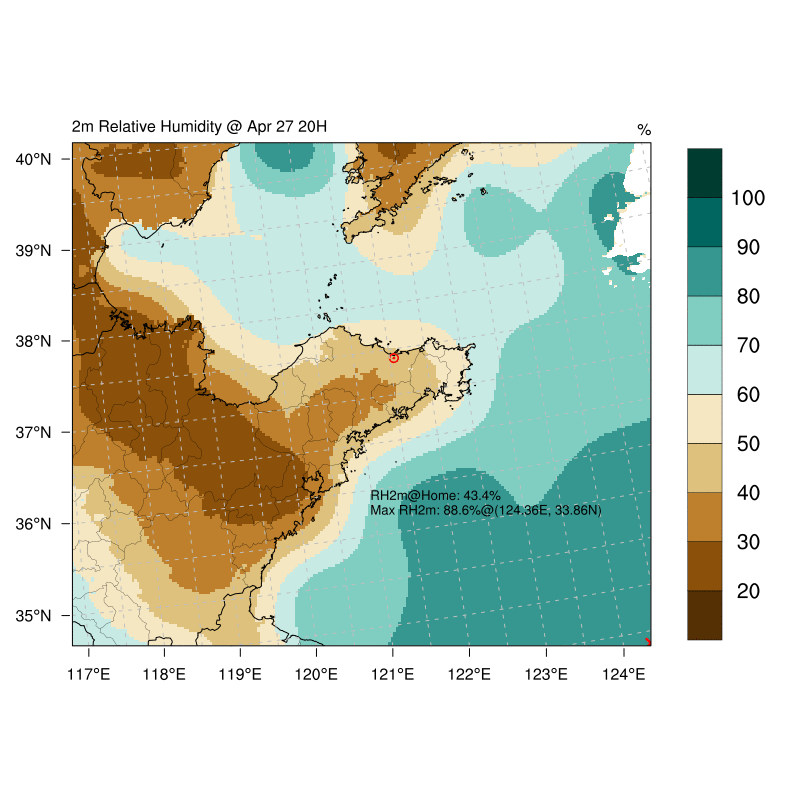 2m Relative Humidity @ Apr 27 20H
%
40°N
39°N
38°N
37°N
36°N
35°N
117°E 118°E 119°E 120°E 121°E 122°E 123°E 124°E
100
90
80
70
60
50
40
30
20
RH2m@Home: 43.4%
Max RH2m: 88.6%@(124.36E, 33.86N)